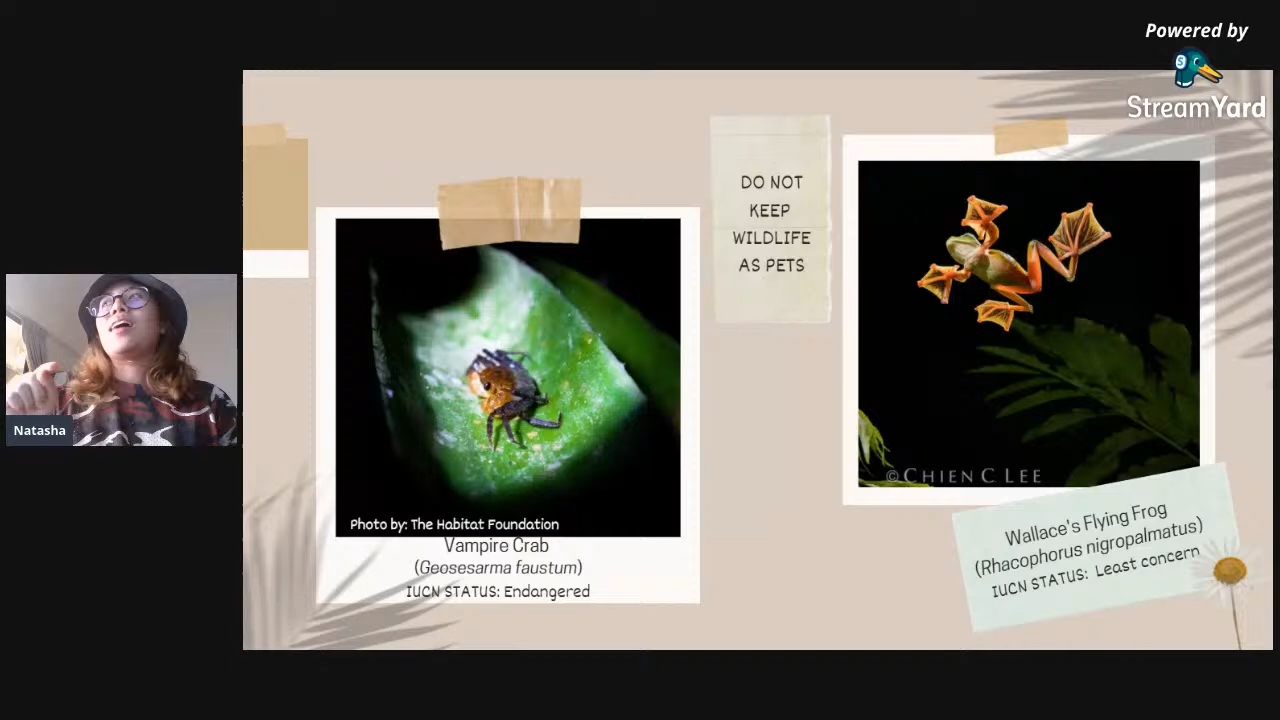 Powered by
StreamYard
DO NOT
KEEP
WILDLIFE
AS PETS
©CHIEN C LEE
Natasha
Photo by: The Habitat Foundation
Vampire Crab
(Geosesarma faustum)
IUCN STATUS: Endangered
Wallace's Flying Frog
(Rhacophorus nigropalmatus)
IUCN STATUS: Least concern